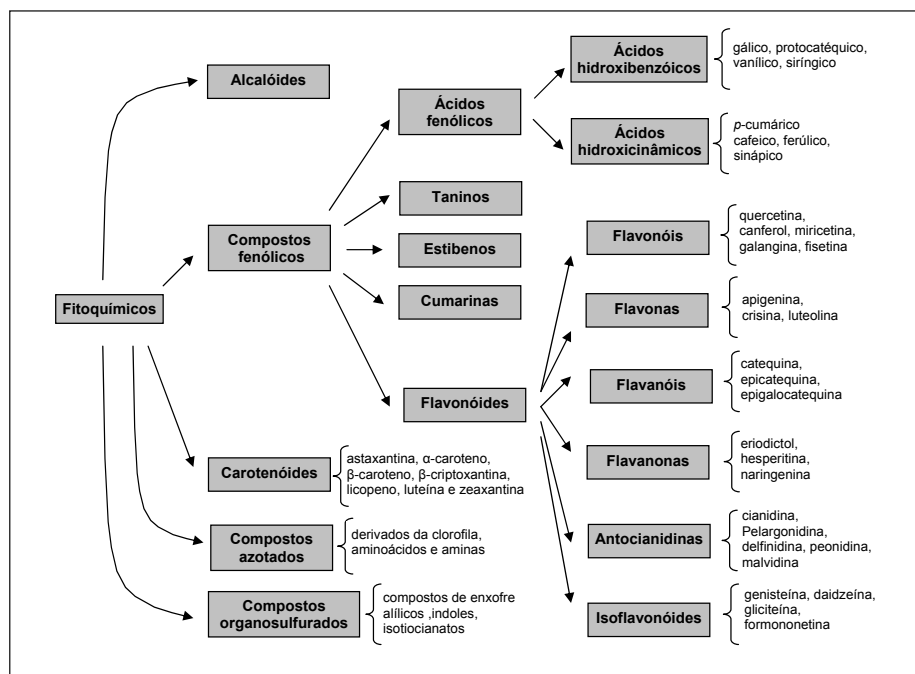 Alcalóides
Ácidos
fenólicos
Ácidos
hidroxibenzóicos
gálico, protocatéquico,
vanílico, siríngico
Ácidos
hidroxicinâmicos
p-cumárico
cafeico, ferúlico,
sinápico
Taninos
Compostos
fenólicos
Estibenos
Cumarinas
Fitoquímicos
Flavonóides
Flavonóis
quercetina,
canferol, miricetina,
galangina, fisetina
Flavonas
apigenina,
crisina, luteolina
Flavanóis
catequina,
epicatequina,
epigalocatequina
Flavanonas
eriodictol,
hesperitina,
naringenina
Antocianidinas
cianidina,
Pelargonidina,
delfinidina, peonidina,
malvidina
Isoflavonóides
genisteína, daidzeína,
gliciteína,
formononetina
Carotenóides
astaxantina, α-caroteno,
β-caroteno, β-criptoxantina,
licopeno, luteína e zeaxantina
Compostos
azotados
derivados da clorofila,
aminoácidos e aminas
Compostos
organosulfurados
compostos de enxofre
alílicos ,indoles,
isotiocianatos